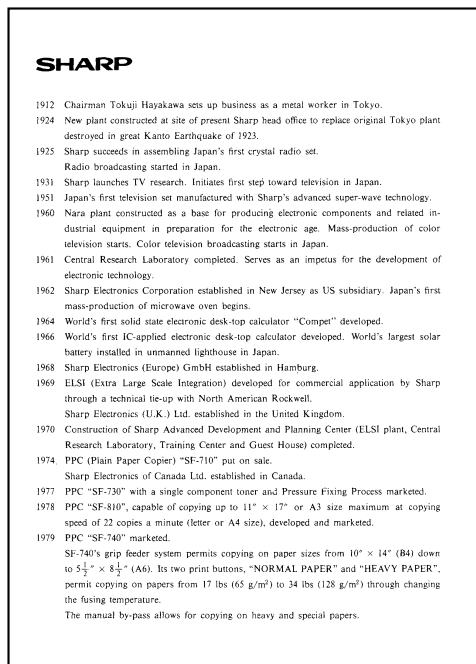 SHARP
1912 Chairman Tokuji Hayakawa sets up business as a metal worker in Tokyo.
1924 New plant constructed at site of present Sharp head office to replace original Tokyo plant
destroyed in great Kanto Earthquake of 1923.
1925 Sharp succeeds in assembling Japan's first crystal radio set.
Radio broadcasting started in Japan.
1931 Sharp launches TV research. Initiates first step toward television in Japan.
1951 Japan's first television set manufactured with Sharp's advanced super-wave technology.
1960 Nara plant constructed as a base for producing electronic components and related in-
dustrial equipment in preparation for the electronic age. Mass-production of color
television starts. Color television broadcasting starts in Japan.
1961 Central Research Laboratory completed. Serves as an impetus for the development of
electronic technology.
1962 Sharp Electronics Corporation established in New Jersey as US subsidiary. Japan's first
mass-production of microwave oven begins.
1964 World's first solid state electronic desk-top calculator "Compet" developed.
1966 World's first IC-applied electronic desk-top calculator developed. World's largest solar
battery installed in unmanned lighthouse in Japan.
1968 Sharp Electronics (Europe) GmbH established in Hamburg.
1969 ELSI (Extra Large Scale Integration) developed for commercial application by Sharp
through a technical tie-up with North American Rockwell.
Sharp Electronics (U.K.) Ltd. established in the United Kingdom.
1970 Construction of Sharp Advanced Development and Planning Center (ELSI plant, Central
Research Laboratory, Training Center and Guest House) completed.
1974 PPC (Plain Paper Copier) "SF-710" put on sale.
Sharp Electronics of Canada Ltd. established in Canada.
1977 PPC "SF-730" with a single component toner and Pressure Fixing Process marketed.
1978 PPC "SF-810", capable of copying up to 11″ × 17″ or A3 size maximum at copying
speed of 22 copies a minute (letter or A4 size), developed and marketed.
1979 PPC "SF-740" marketed.
SF-740's grip feeder system permits copying on paper sizes from 10″ × 14″ (B4) down
to 5½″ × 8½″ (A6). Its two print buttons, "NORMAL PAPER" and "HEAVY PAPER",
permit copying on papers from 17 lbs (65 g/m²) to 34 lbs (128 g/m²) through changing
the fusing temperature.
The manual by-pass allows for copying on heavy and special papers.